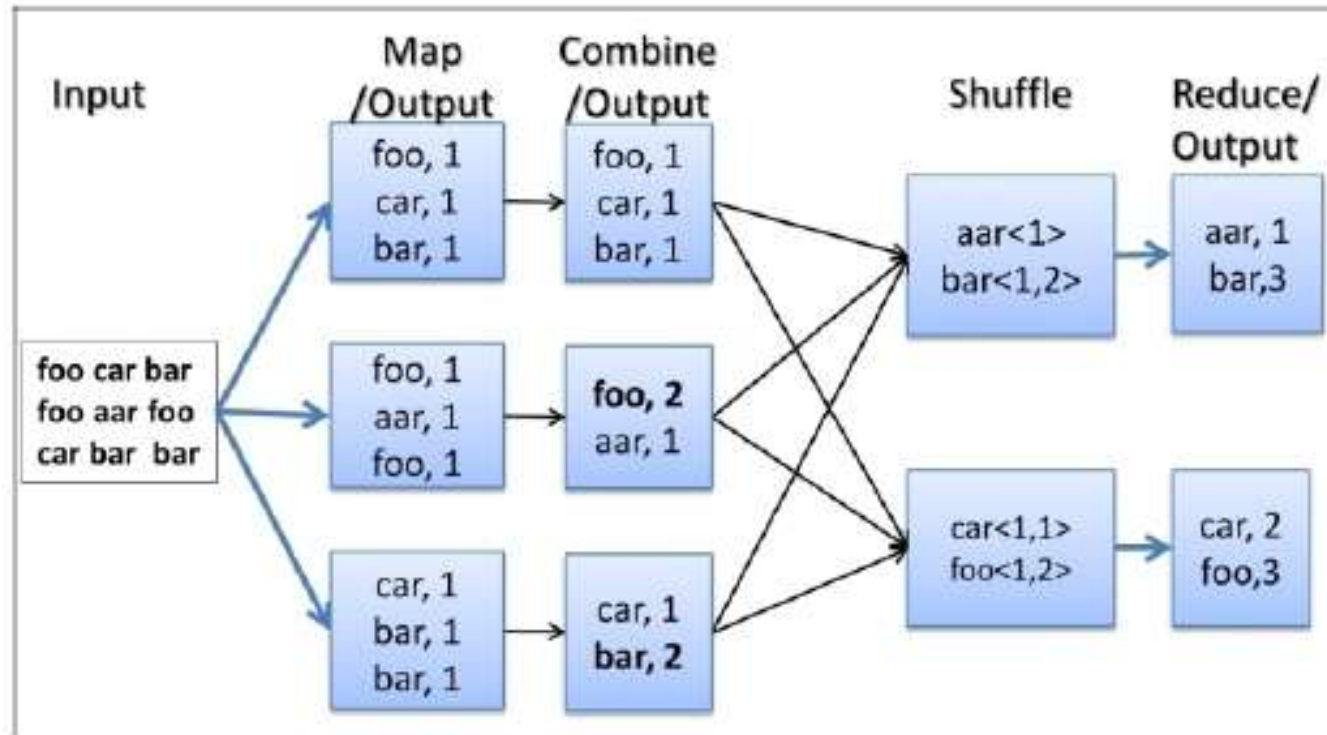 Input
Map
/Output
Combine
/Output
Shuffle
Reduce/
Output
foo car bar
foo aar foo
car bar bar
foo, 1
car, 1
bar, 1
foo, 1
aar, 1
foo, 1
car, 1
bar, 1
bar, 1
foo, 1
car, 1
bar, 1
foo, 2
aar, 1
car, 1
bar, 2
aar<1>
bar<1,2>
car<1,1>
foo<1,2>
aar, 1
bar,3
car, 2
foo,3